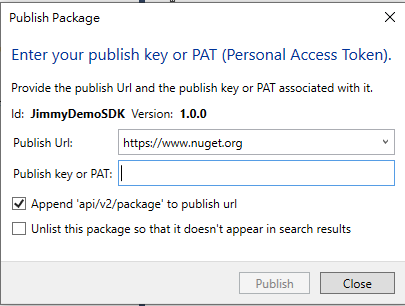 Publish Package
Enter your publish key or PAT (Personal Access Token).
Provide the publish Url and the publish key or PAT associated with it.
Id: JimmyDemoSDK Version: 1.0.0
Publish Url: https://www.nuget.org
Publish key or PAT:
Append 'api/v2/package' to publish url
Unlist this package so that it doesn't appear in search results
Publish Close